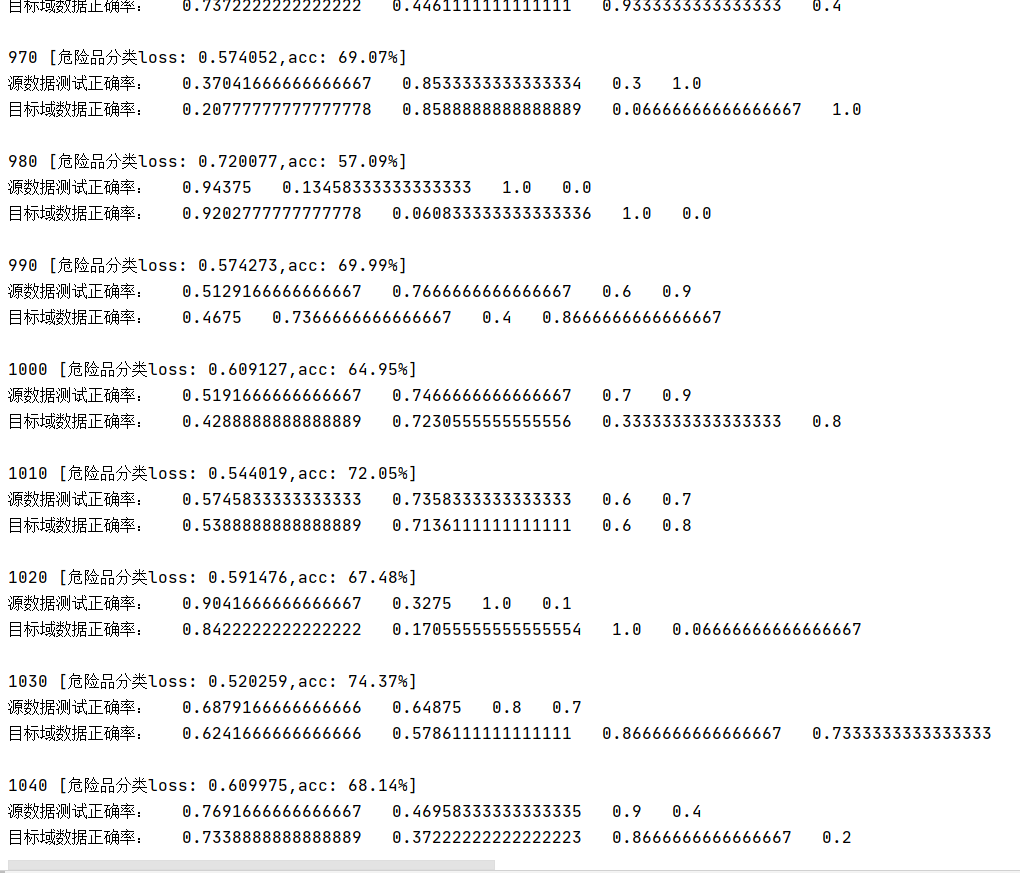 目标域数据正确率： 0.7372222222222222 0.4461111111111111 0.9333333333333333 0.4
970 [危险品分类loss: 0.574052,acc: 69.07%]
源数据测试正确率： 0.37041666666666667 0.8533333333333334 0.3 1.0
目标域数据正确率： 0.20777777777777778 0.8588888888888889 0.06666666666666667 1.0
980 [危险品分类loss: 0.720077,acc: 57.09%]
源数据测试正确率： 0.94375 0.13458333333333333 1.0 0.0
目标域数据正确率： 0.9202777777777778 0.060833333333333336 1.0 0.0
990 [危险品分类loss: 0.574273,acc: 69.99%]
源数据测试正确率： 0.5129166666666667 0.7666666666666667 0.6 0.9
目标域数据正确率： 0.4675 0.7366666666666667 0.4 0.8666666666666667
1000 [危险品分类loss: 0.609127,acc: 64.95%]
源数据测试正确率： 0.5191666666666667 0.7466666666666667 0.7 0.9
目标域数据正确率： 0.4288888888888889 0.7230555555555556 0.3333333333333333 0.8
1010 [危险品分类loss: 0.544019,acc: 72.05%]
源数据测试正确率： 0.5745833333333333 0.7358333333333333 0.6 0.7
目标域数据正确率： 0.5388888888888889 0.7136111111111111 0.6 0.8
1020 [危险品分类loss: 0.591476,acc: 67.48%]
源数据测试正确率： 0.9041666666666667 0.3275 1.0 0.1
目标域数据正确率： 0.8422222222222222 0.17055555555555554 1.0 0.06666666666666667
1030 [危险品分类loss: 0.520259,acc: 74.37%]
源数据测试正确率： 0.6879166666666666 0.64875 0.8 0.7
目标域数据正确率： 0.6241666666666666 0.5786111111111111 0.8666666666666667 0.7333333333333333
1040 [危险品分类loss: 0.609975,acc: 68.14%]
源数据测试正确率： 0.7691666666666667 0.46958333333333335 0.9 0.4
目标域数据正确率： 0.7338888888888889 0.37222222222222223 0.8666666666666667 0.2